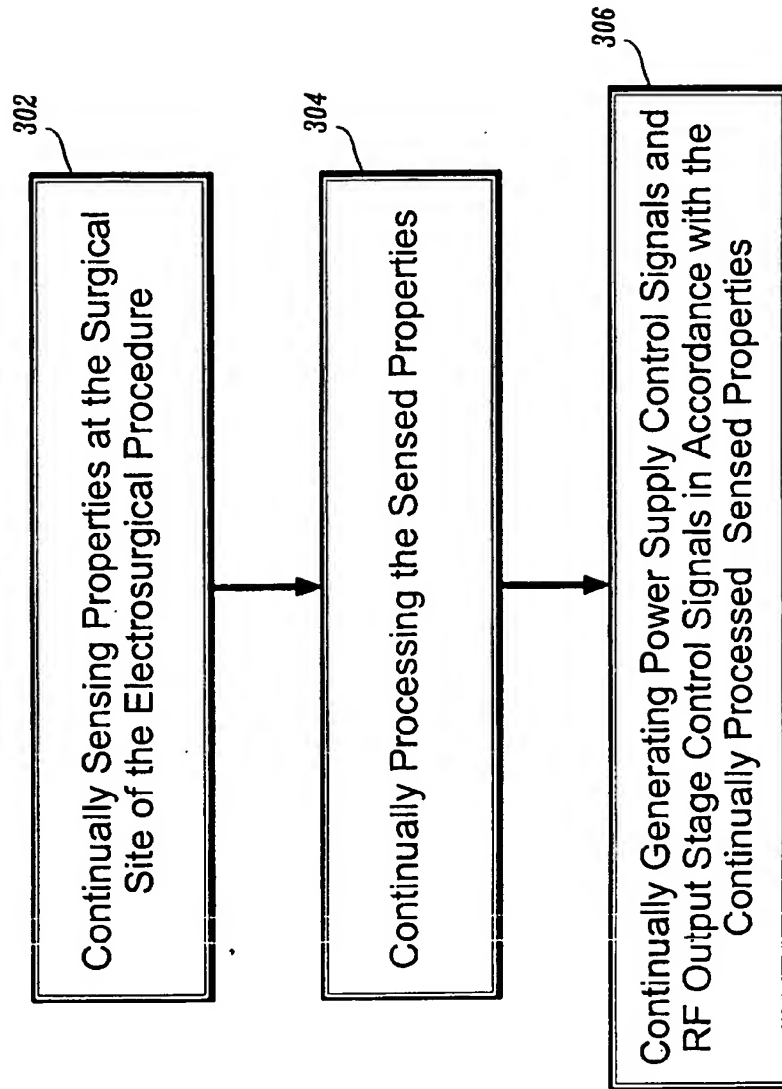 302
Continually Sensing Properties at the Surgical
Site of the Electrosurgical Procedure
304
Continually Processing the Sensed Properties
306
Continually Generating Power Supply Control Signals and
RF Output Stage Control Signals in Accordance with the
Continually Processed Sensed Properties